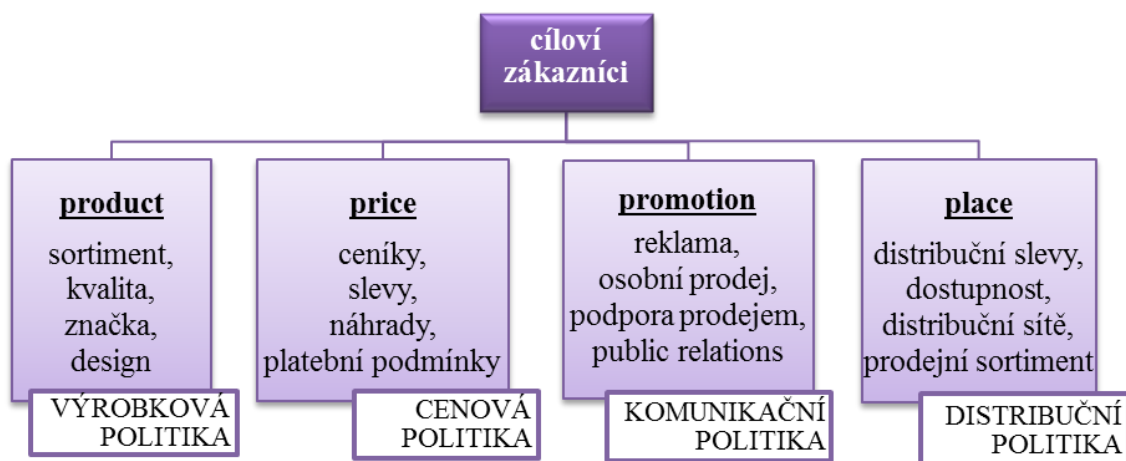 cíloví
zákazníci
product
sortiment,
kvalita,
značka,
design
VÝROBKOVÁ
POLITIKA
price
ceníky,
slevy,
náhrady,
platební podmínky
CENOVÁ
POLITIKA
promotion
reklama,
osobní prodej,
podpora prodejem,
public relations
KOMUNIKAČNÍ
POLITIKA
place
distribuční slevy,
dostupnost,
distribuční sítě,
prodejní sortiment
DISTRIBUČNÍ
POLITIKA